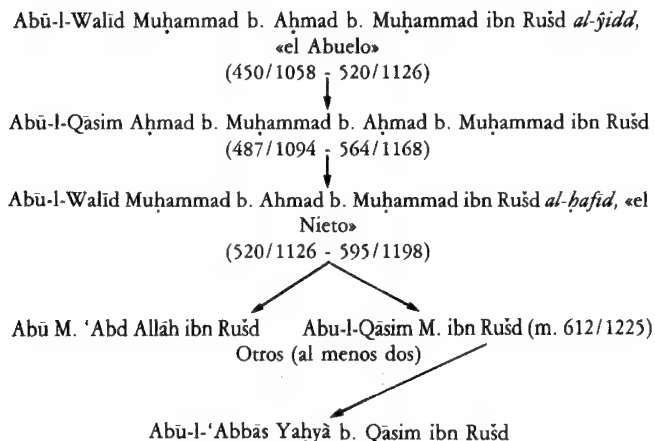 Abū-l-Walīd Muḥammad b. Aḥmad b. Muḥammad ibn Rušd al-ŷidd,
«el Abuelo»
(450/1058 - 520/1126)
Abū-l-Qāsim Aḥmad b. Muḥammad b. Aḥmad b. Muḥammad ibn Rušd
(487/1094 - 564/1168)
Abū-l-Walīd Muḥammad b. Aḥmad b. Muḥammad ibn Rušd al-ḥafīd, «el
Nieto»
(520/1126 - 595/1198)
Abū M. ‘Abd Allāh ibn Rušd Abu-l-Qāsim M. ibn Rušd (m. 612/1225)
Otros (al menos dos)
Abū-l-‘Abbās Yaḥyà b. Qāsim ibn Rušd